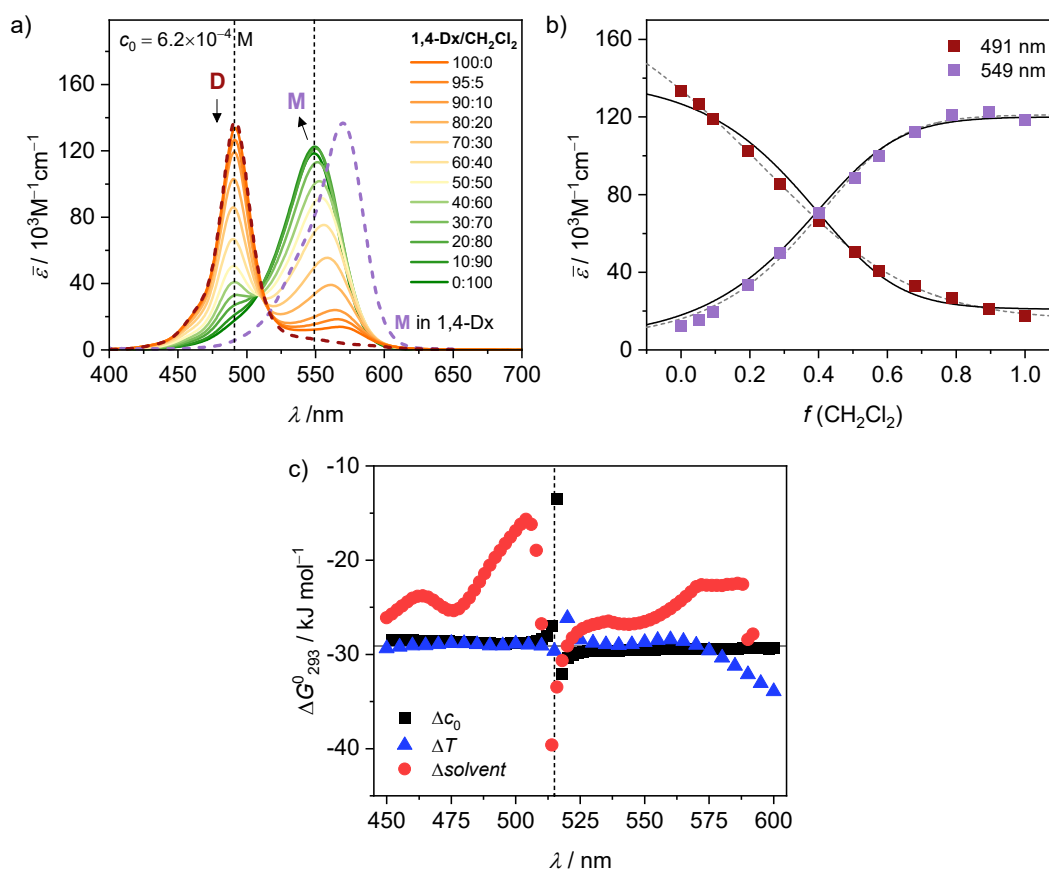 a)
c₀ = 6.2×10⁻⁴ M
1,4-Dx/CH₂Cl₂
D
M
100:0
95:5
90:10
80:20
70:30
60:40
50:50
40:60
30:70
20:80
10:90
0:100
M in 1,4-Dx
160
120
80
40
0
ε̅ / 10³M⁻¹cm⁻¹
400 450 500 550 600 650 700
λ /nm
b)
491 nm
549 nm
160
120
80
40
0
ε̅ / 10³M⁻¹cm⁻¹
0.0 0.2 0.4 0.6 0.8 1.0
f (CH₂Cl₂)
c)
-10
-20
-30
-40
ΔG⁰₂₉₃ / kJ mol⁻¹
Δc₀
ΔT
Δsolvent
450 475 500 525 550 575 600
λ / nm